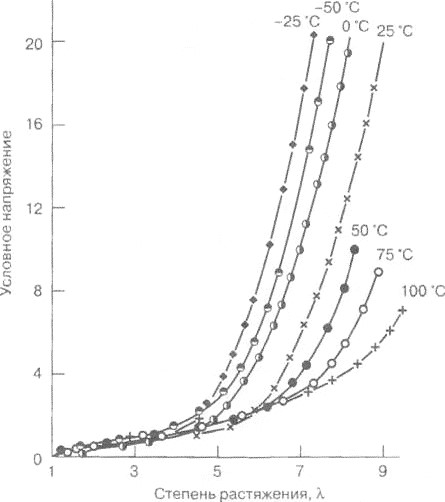 -50 °C
-25 °C
0 °C
25 °C
20
16
12
8
4
0
50 °C
75 °C
100 °C
Условное напряжение
1
3
5
7
9
Степень растяжения, λ